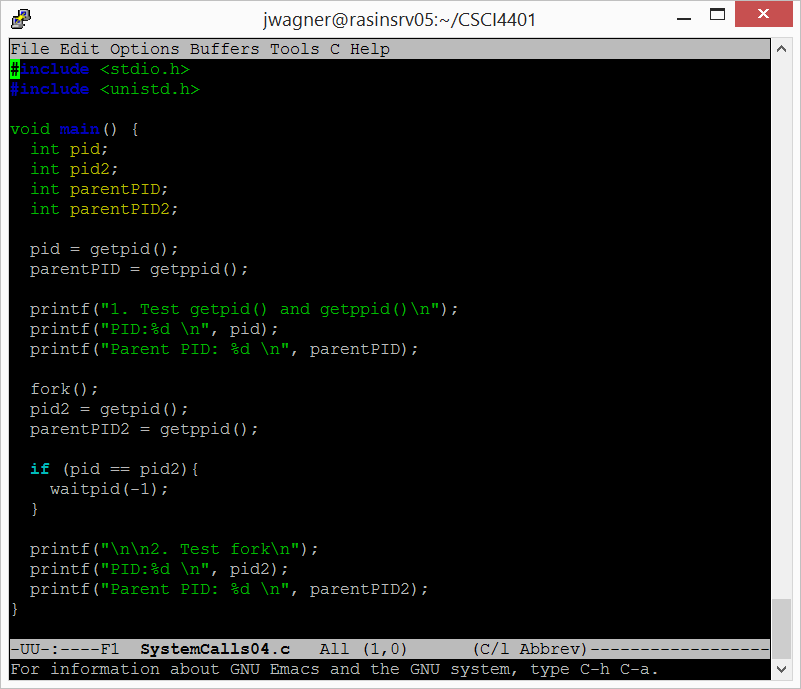 jwagner@rasinsrv05:~/CSCI4401
File Edit Options Buffers Tools C Help
#include <stdio.h>
#include <unistd.h>

void main() {
  int pid;
  int pid2;
  int parentPID;
  int parentPID2;

  pid = getpid();
  parentPID = getppid();

  printf("1. Test getpid() and getppid()\n");
  printf("PID:%d \n", pid);
  printf("Parent PID: %d \n", parentPID);

  fork();
  pid2 = getpid();
  parentPID2 = getppid();

  if (pid == pid2){
    waitpid(-1);
  }

  printf("\n\n2. Test fork\n");
  printf("PID:%d \n", pid2);
  printf("Parent PID: %d \n", parentPID2);
}

-UU-:----F1  SystemCalls04.c   All (1,0)      (C/l Abbrev)------------------
For information about GNU Emacs and the GNU system, type C-h C-a.